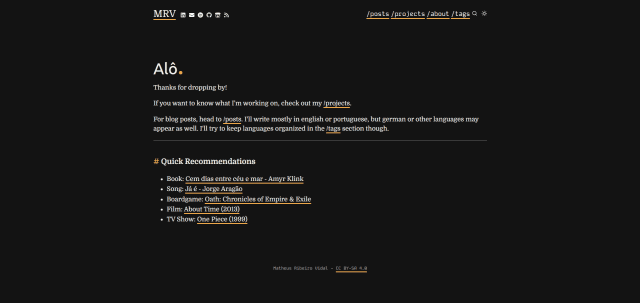 MRV
/posts /projects /about /tags
Alô.
Thanks for dropping by!
If you want to know what I'm working on, check out my /projects.
For blog posts, head to /posts. I'll write mostly in english or portuguese, but german or other languages may
appear as well. I'll try to keep languages organized in the /tags section though.
# Quick Recommendations
Book: Cem dias entre céu e mar - Amyr Klink
Song: Já é - Jorge Aragão
Boardgame: Oath: Chronicles of Empire & Exile
Film: About Time (2013)
TV Show: One Piece (1999)
Matheus Ribeiro Vidal - CC BY-SA 4.0